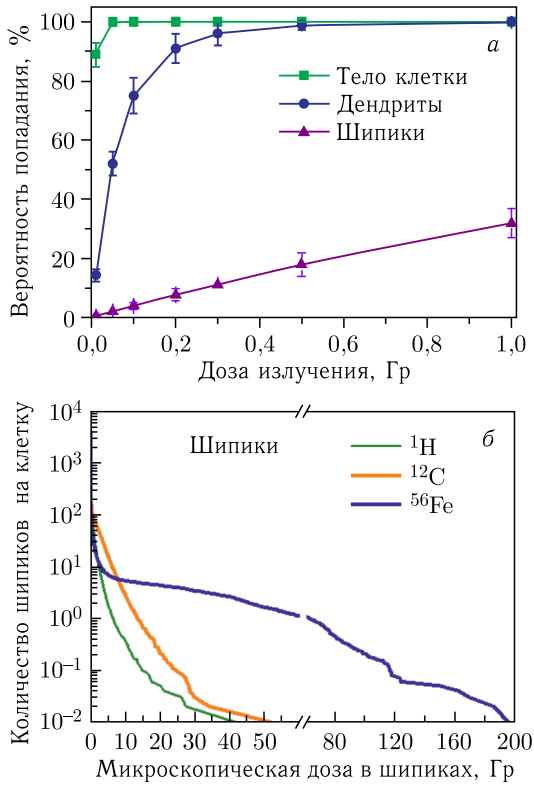 100
80
60
40
20
0
Вероятность попадания, %
а
Тело клетки
Дендриты
Шипики
0,0 0,2 0,4 0,6 0,8 1,0
Доза излучения, Гр
10⁴
10³
10²
10¹
10⁰
10⁻¹
10⁻²
Количество шипиков на клетку
Шипики
б
¹H
¹²C
⁵⁶Fe
0 10 20 30 40 50 80 120 160 200
Микроскопическая доза в шипиках, Гр